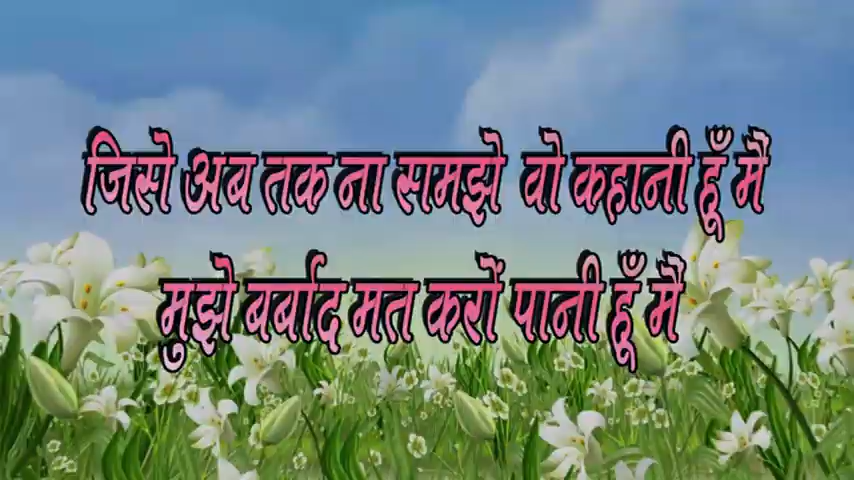 जिसे अब तक ना समझे वो कहानी हूँ मैं
मुझे बर्बाद मत करों पानी हूँ मैं